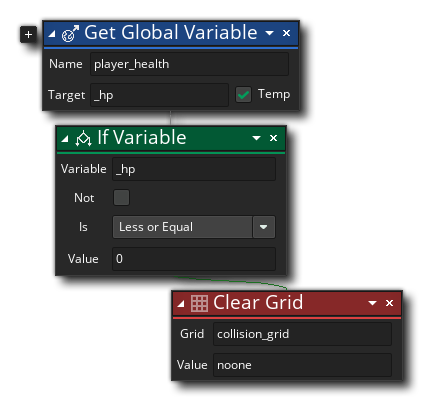 Get Global Variable
Name player_health
Target _hp Temp
If Variable
Variable _hp
Not
Is Less or Equal
Value 0
Clear Grid
Grid collision_grid
Value noone